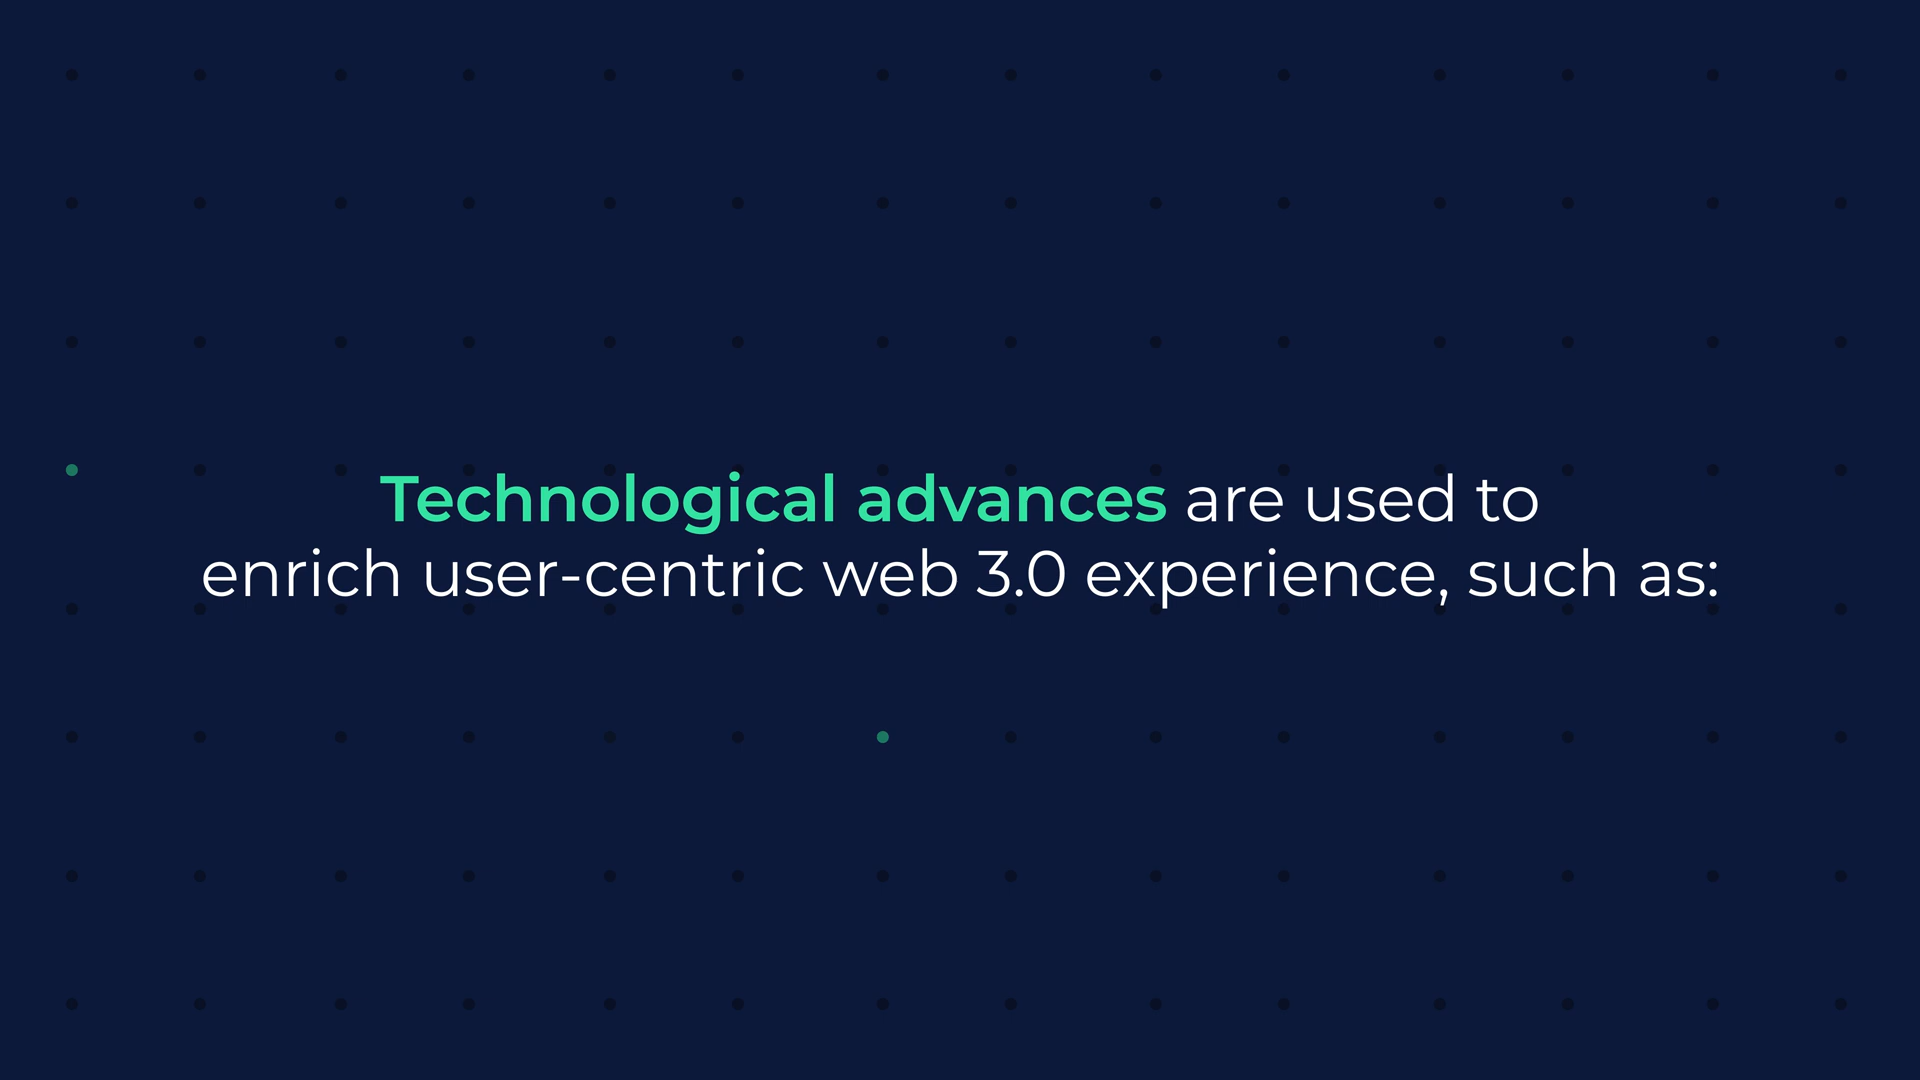 Technological advances are used to
enrich user-centric web 3.0 experience, such as: